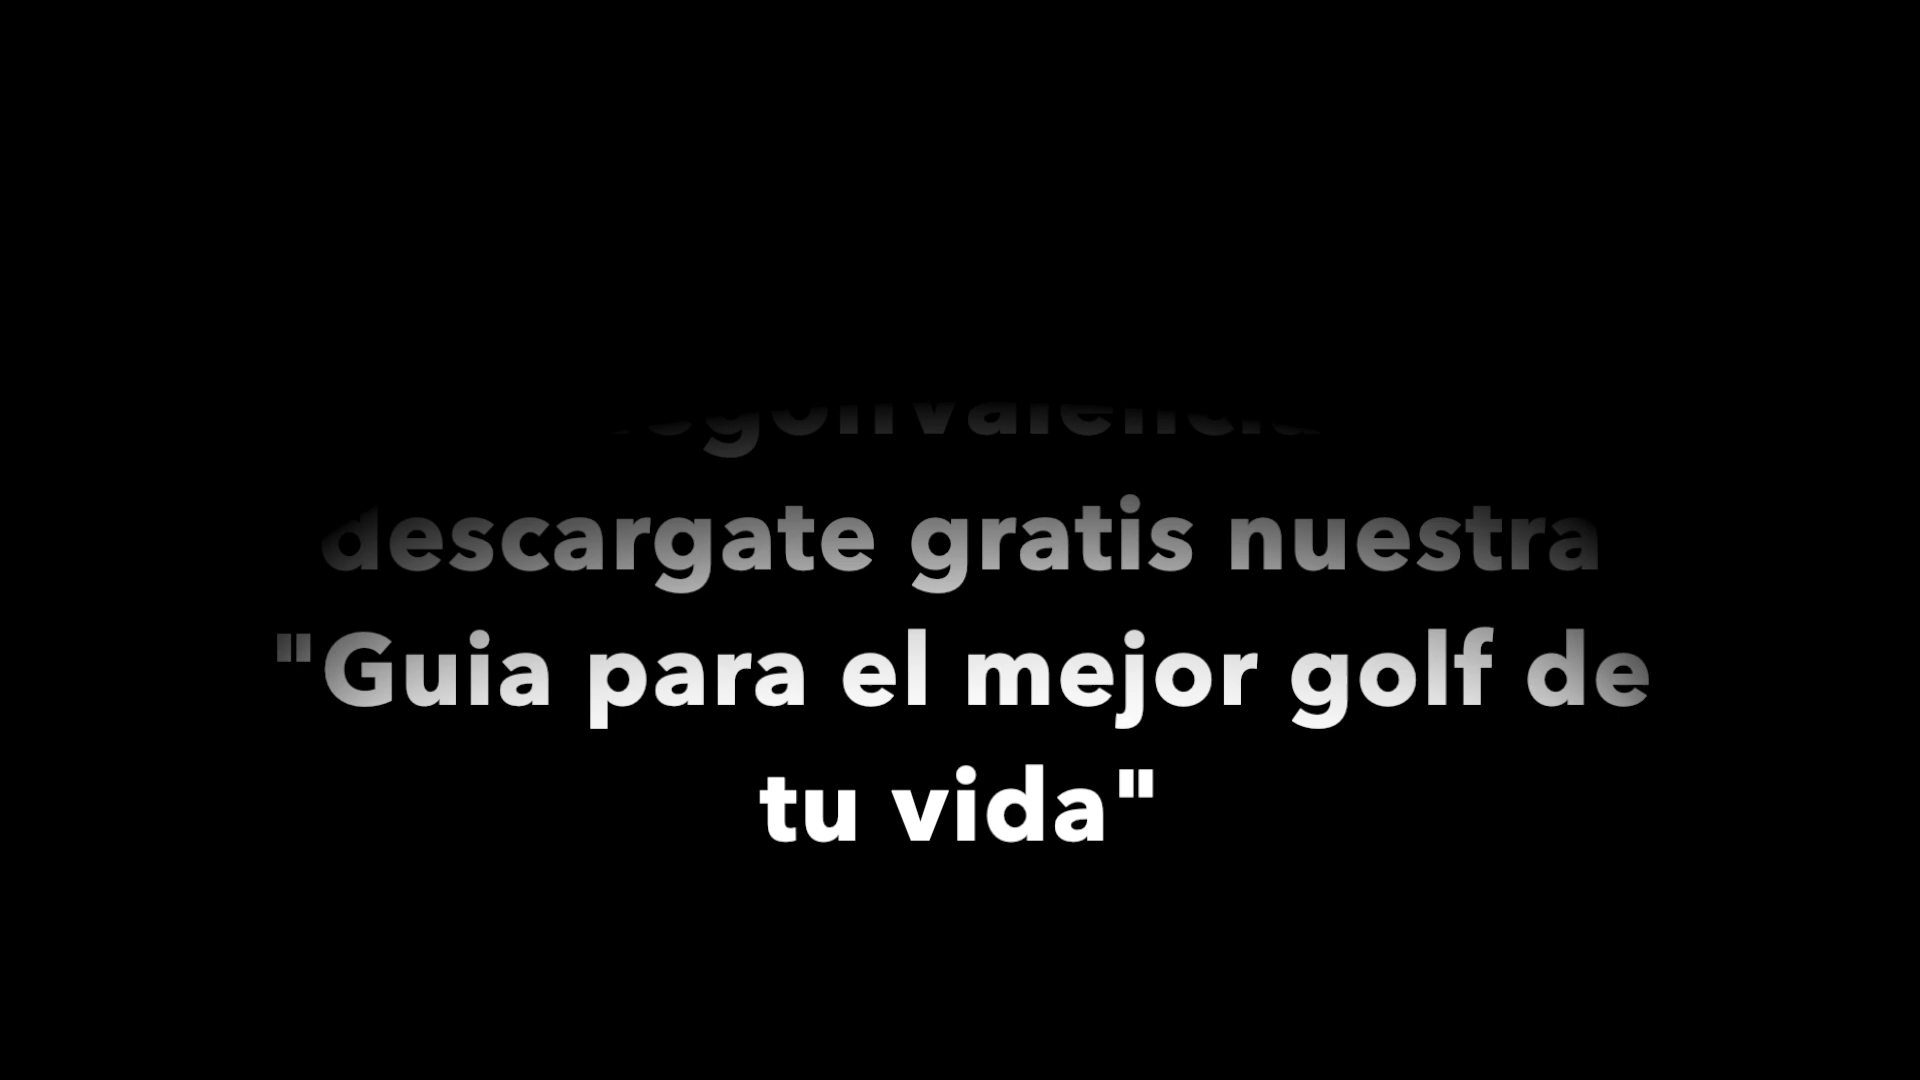 descargate gratis nuestra
"Guia para el mejor golf de
tu vida"